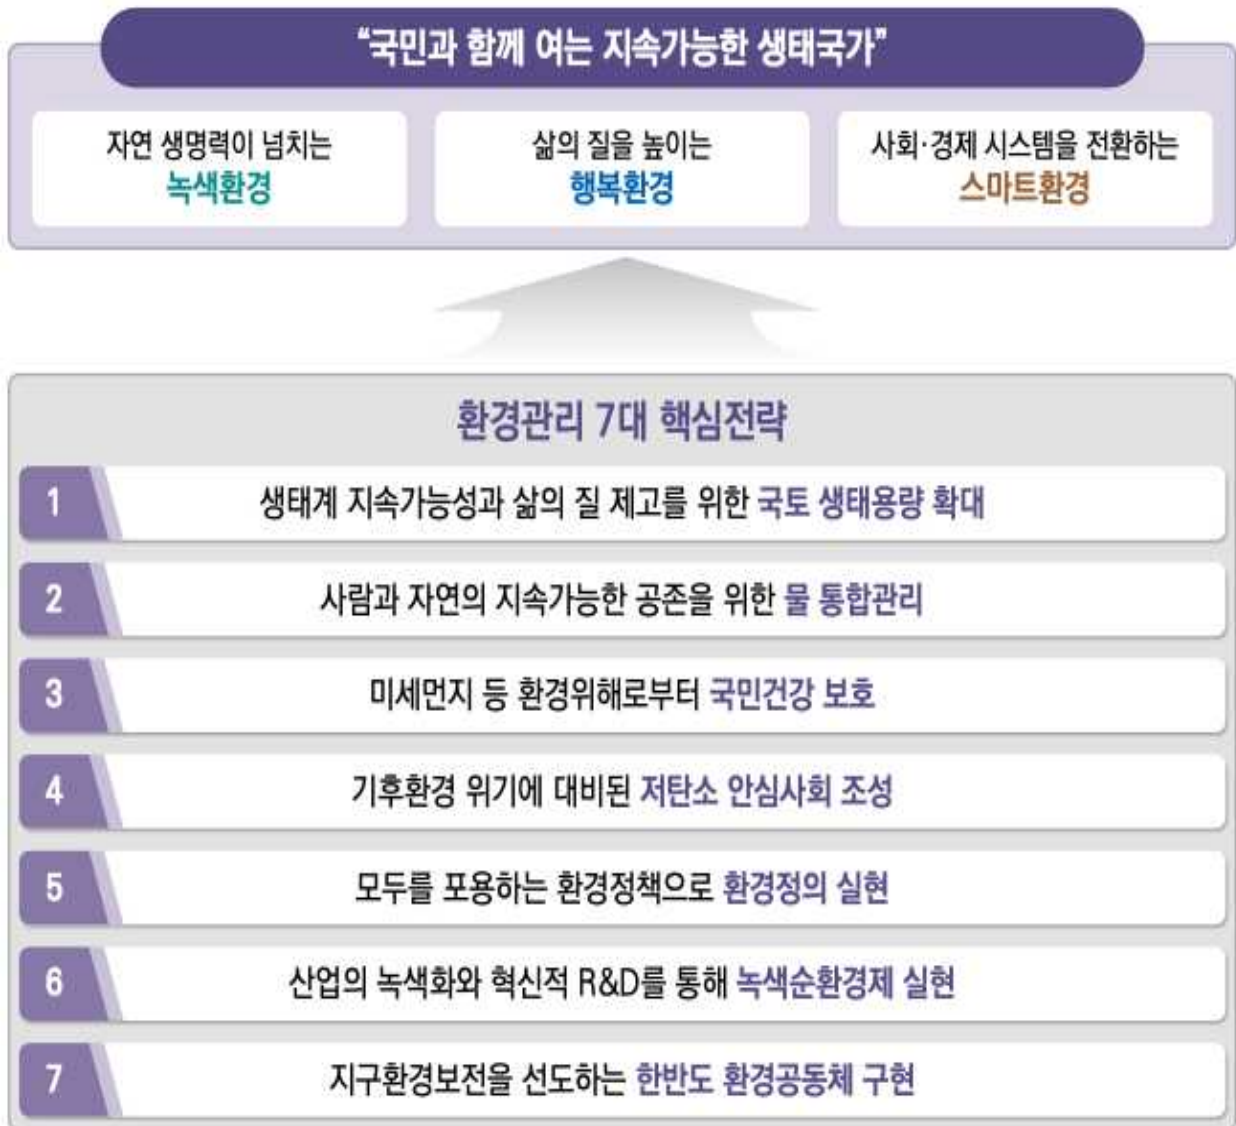 “국민과 함께 여는 지속가능한 생태국가”
자연 생명력이 넘치는
녹색환경
삶의 질을 높이는
행복환경
사회·경제 시스템을 전환하는
스마트환경
환경관리 7대 핵심전략
1 생태계 지속가능성과 삶의 질 제고를 위한 국토 생태용량 확대
2 사람과 자연의 지속가능한 공존을 위한 물 통합관리
3 미세먼지 등 환경위해로부터 국민건강 보호
4 기후환경 위기에 대비된 저탄소 안심사회 조성
5 모두를 포용하는 환경정책으로 환경정의 실현
6 산업의 녹색화와 혁신적 R&D를 통해 녹색순환경제 실현
7 지구환경보전을 선도하는 한반도 환경공동체 구현